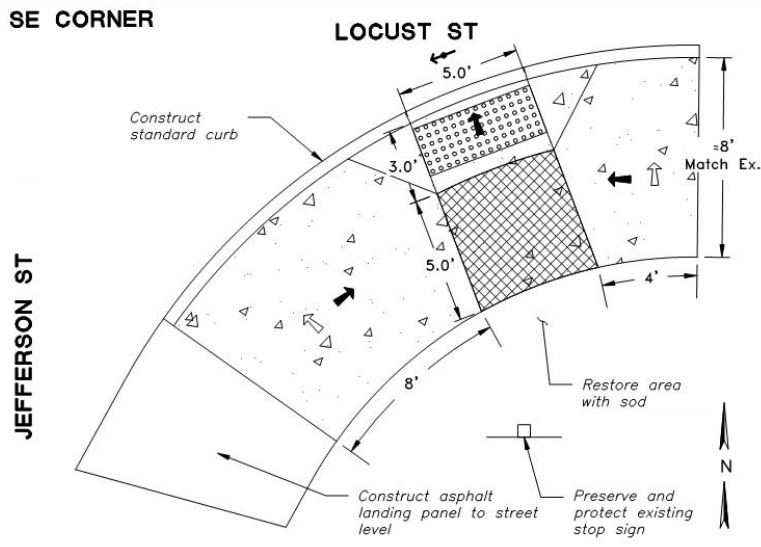 SE CORNER
LOCUST ST
5.0'
Construct
standard curb
3.0'
≈8'
Match Ex.
5.0'
4'
JEFFERSON ST
8'
Restore area
with sod
N
Construct asphalt
landing panel to street
level
Preserve and
protect existing
stop sign